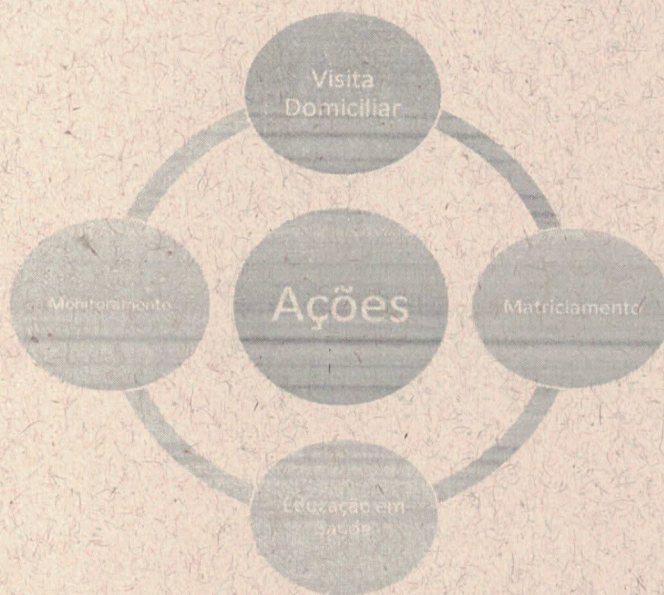 Visita
Domiciliar
Monitoramento
Ações
Matriciamento
Educação em
Saúde